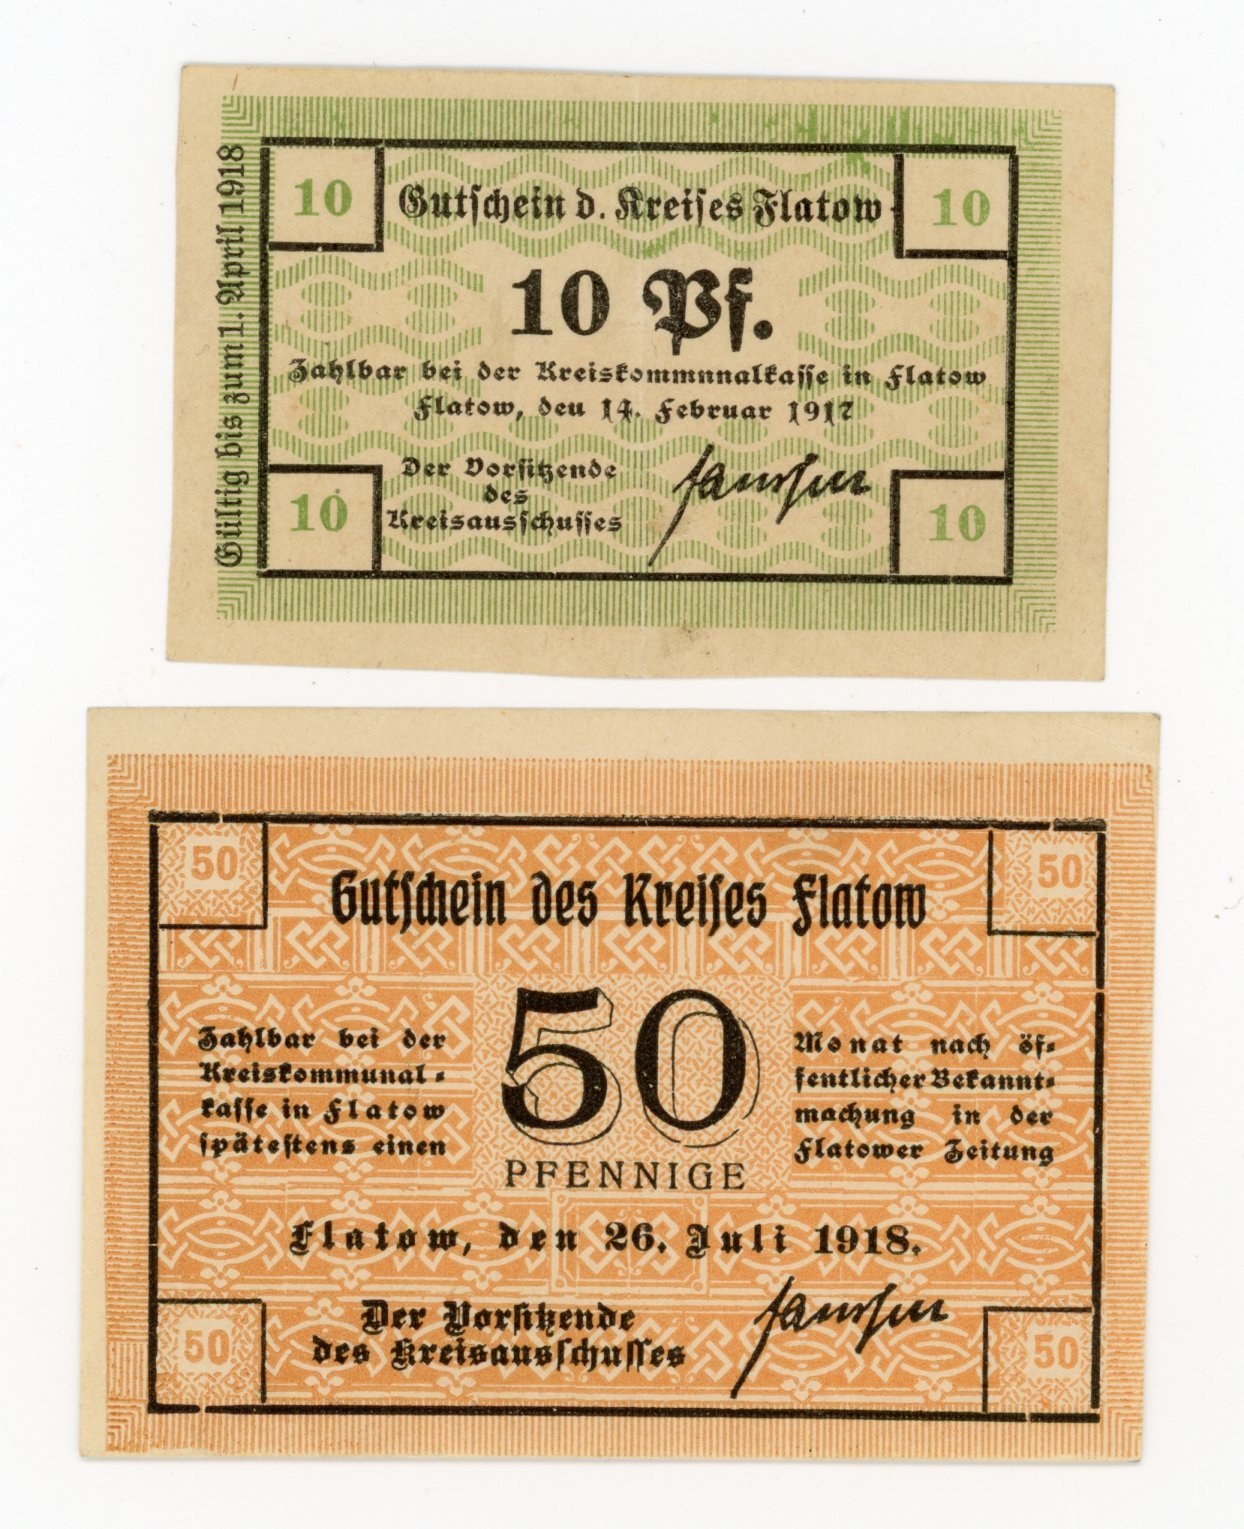 10
Gutschein d. Kreises Flatow
10
10 Pf.
Zahlbar bei der Kreiskommnnalkasse in Flatow
Flatow, deu 14. Februar 1917
Der Vorsitzende
des
Kreisausschusses
10
10
Gültig bis zum 1. April 1918
50
Gutschein des Kreises Flatow
50
Zahlbar bei der
Kreiskommunal-
kasse in Flatow
spätestens einen
50
PFENNIGE
Monat nach öf-
fentlicher Bekannt-
machung in der
Flatower Zeitung
Flatow, den 26. Juli 1918.
Der Vorsitzende
des Kreisausschusses
50
50